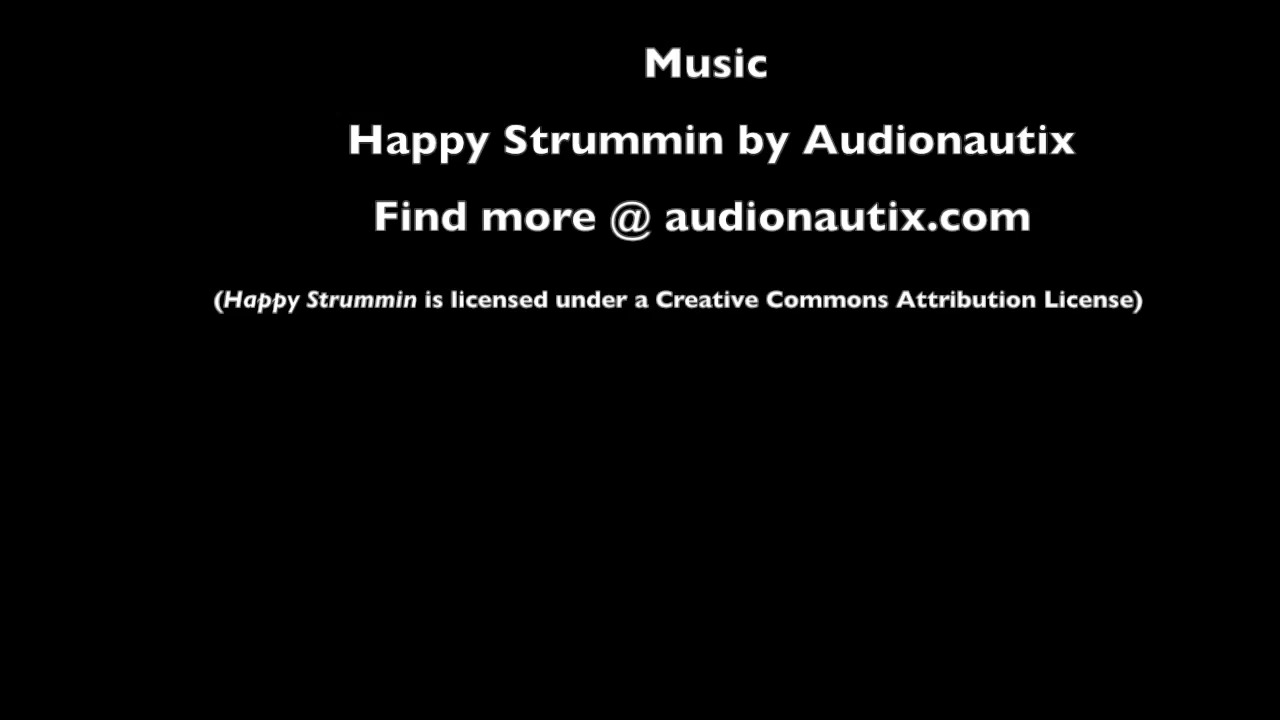 Music
Happy Strummin by Audionautix
Find more @ audionautix.com
(Happy Strummin is licensed under a Creative Commons Attribution License)